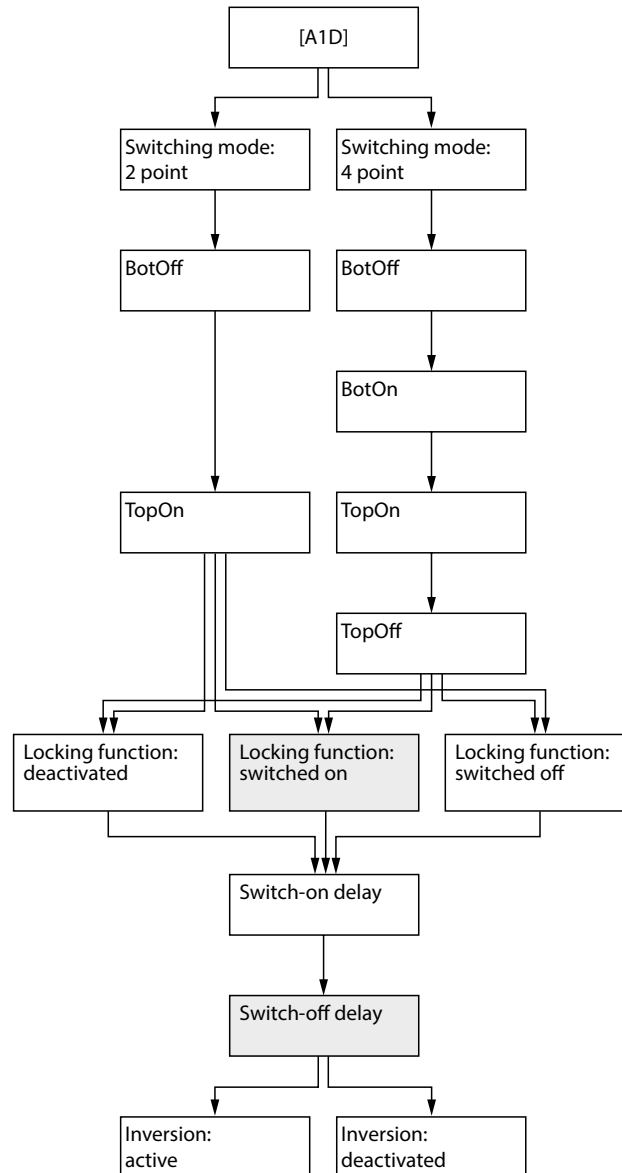 [A1D]
Switching mode:
2 point
Switching mode:
4 point
BotOff
BotOff
BotOn
TopOn
TopOn
TopOff
Locking function:
deactivated
Locking function:
switched on
Locking function:
switched off
Switch-on delay
Switch-off delay
Inversion:
active
Inversion:
deactivated